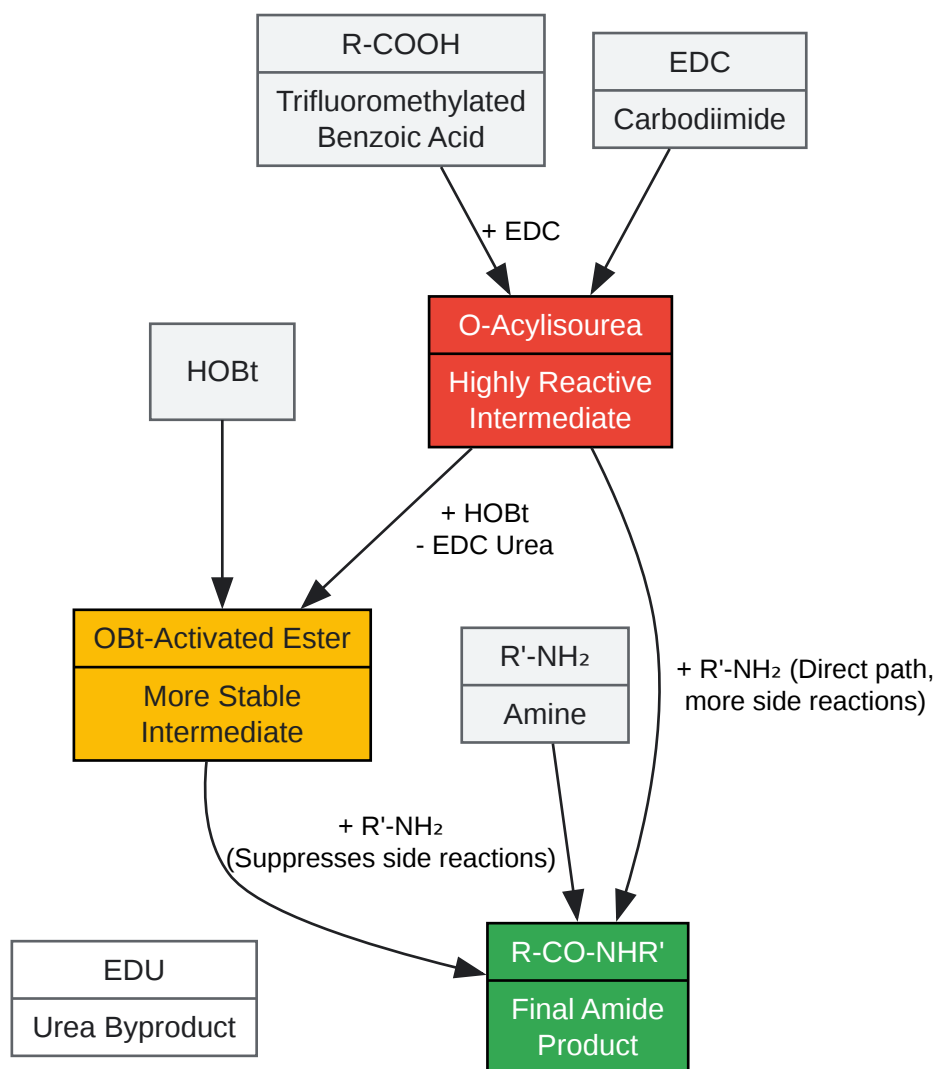 R-COOH
Trifluoromethylated
Benzoic Acid
EDC
Carbodiimide
+ EDC
O-Acylisourea
Highly Reactive
Intermediate
HOBt
+ HOBt
- EDC Urea
OBt-Activated Ester
More Stable
Intermediate
R'-NH₂
Amine
+ R'-NH₂ (Direct path,
more side reactions)
+ R'-NH₂
(Suppresses side reactions)
R-CO-NHR'
Final Amide
Product
EDU
Urea Byproduct